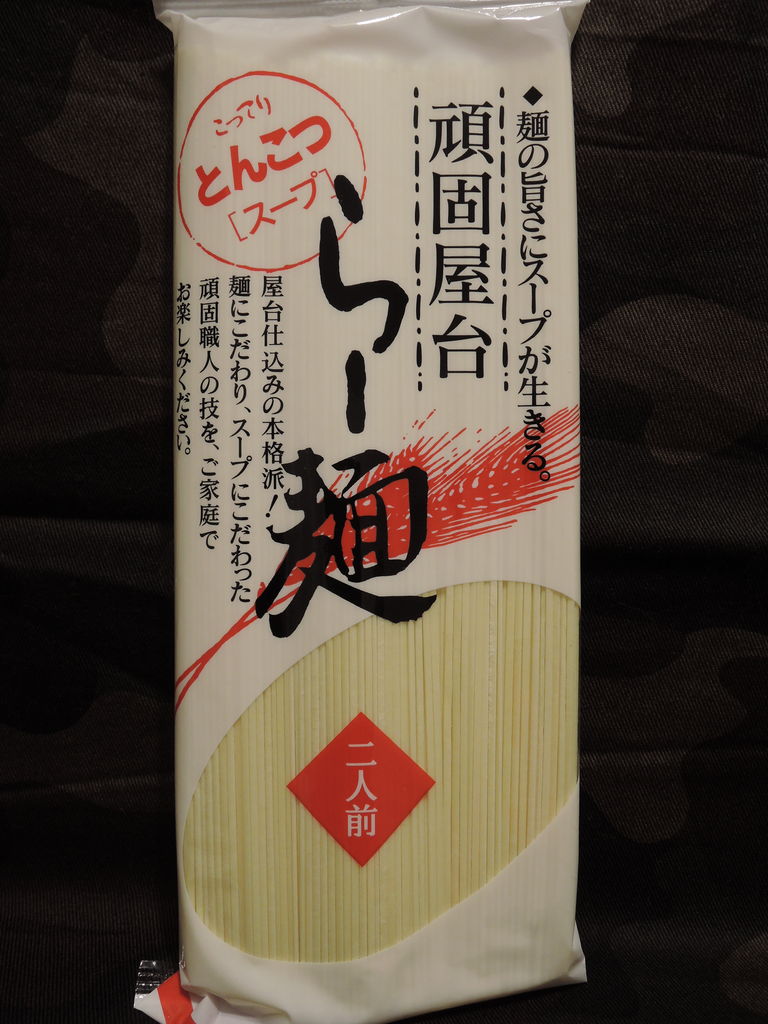 ◆麺の旨さにスープが生きる。
頑固屋台
らー麺
こってり
とんこつ
［スープ］
屋台仕込みの本格派！
麺にこだわり、スープにこだわった
頑固職人の技を、ご家庭で
お楽しみください。
二人前